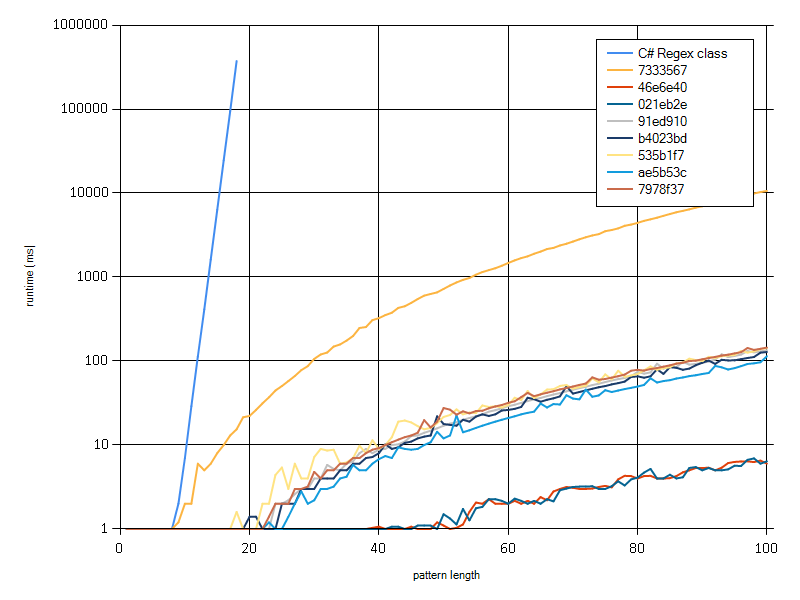 1000000
100000
10000
1000
100
10
1
runtime [ms]
0
20
40
60
80
100
pattern length
C# Regex class
7333567
46e6e40
021eb2e
91ed910
b4023bd
535b1f7
ae5b53c
7978f37